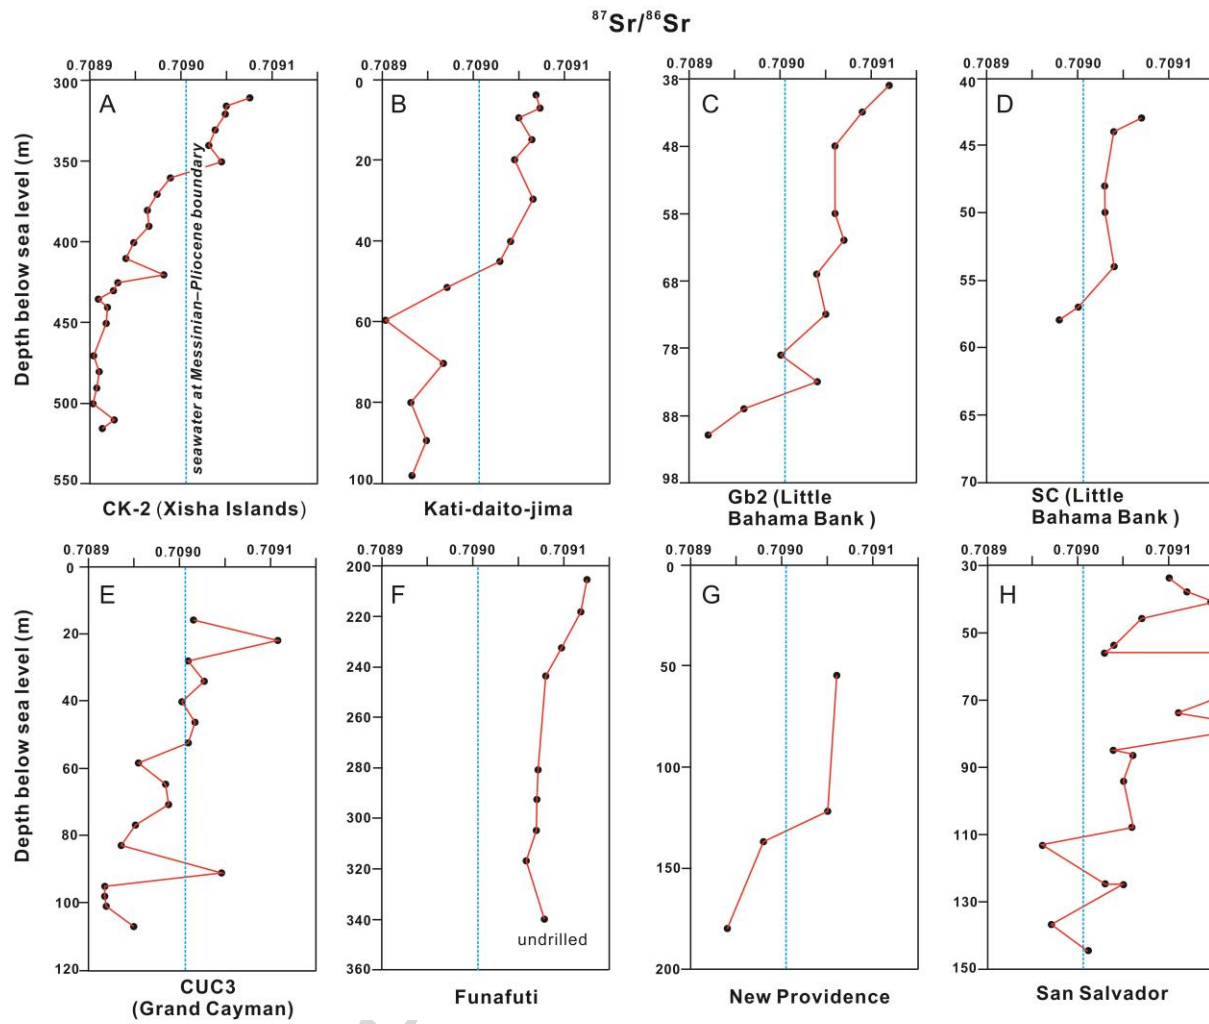 ⁸⁷Sr/⁸⁶Sr
0.7089 0.7090 0.7091
300
350
400
450
500
550
Depth below sea level (m)
A
seawater at Messinian–Pliocene boundary
CK-2 (Xisha Islands)
0.7089 0.7090 0.7091
0
20
40
60
80
100
B
Kati-daito-jima
0.7089 0.7090 0.7091
38
48
58
68
78
88
98
C
Gb2 (Little
Bahama Bank )
0.7089 0.7090 0.7091
40
45
50
55
60
65
70
D
SC (Little
Bahama Bank )
0.7089 0.7090 0.7091
0
20
40
60
80
100
120
Depth below sea level (m)
E
CUC3
(Grand Cayman)
0.7089 0.7090 0.7091
200
220
240
260
280
300
320
340
360
F
undrilled
Funafuti
0.7089 0.7090 0.7091
0
50
100
150
200
G
New Providence
0.7089 0.7090 0.7091
30
50
70
90
110
130
150
H
San Salvador